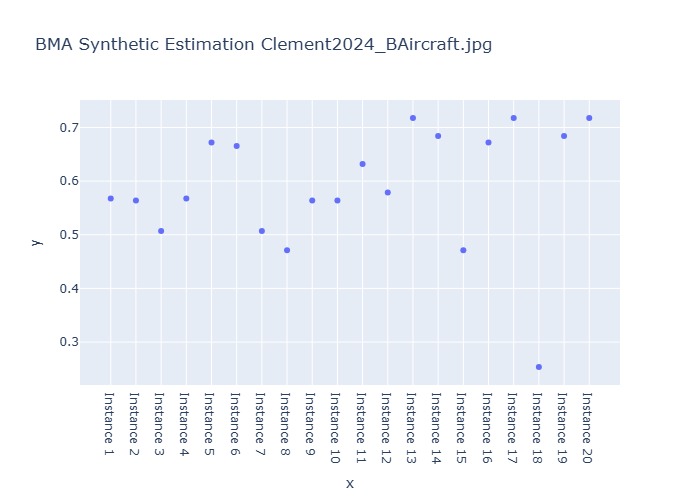 BMA Synthetic Estimation Clement2024_BAircraft.jpg
0.7
0.6
0.5
0.4
0.3
y
Instance 1
Instance 2
Instance 3
Instance 4
Instance 5
Instance 6
Instance 7
Instance 8
Instance 9
Instance 10
Instance 11
Instance 12
Instance 13
Instance 14
Instance 15
Instance 16
Instance 17
Instance 18
Instance 19
Instance 20
x